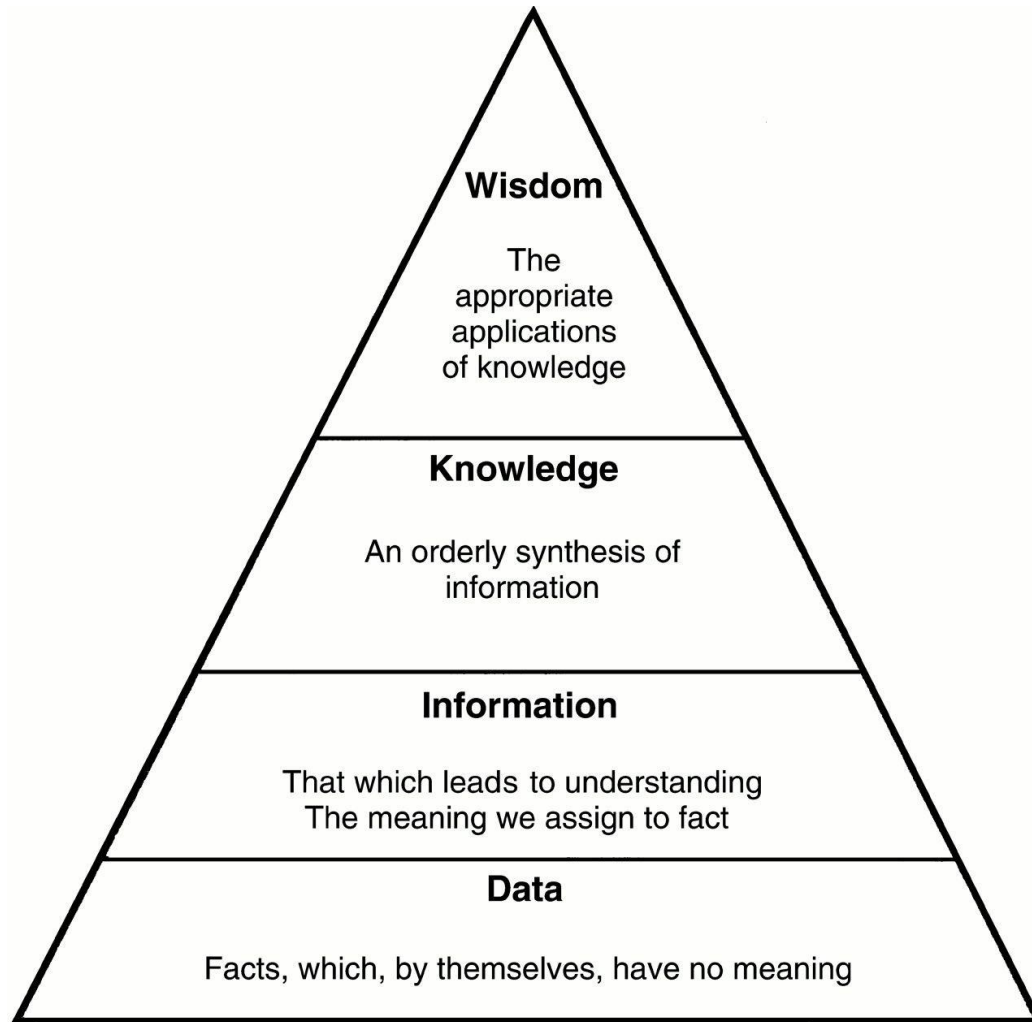 Wisdom
The
appropriate
applications
of knowledge
Knowledge
An orderly synthesis of
information
Information
That which leads to understanding
The meaning we assign to fact
Data
Facts, which, by themselves, have no meaning